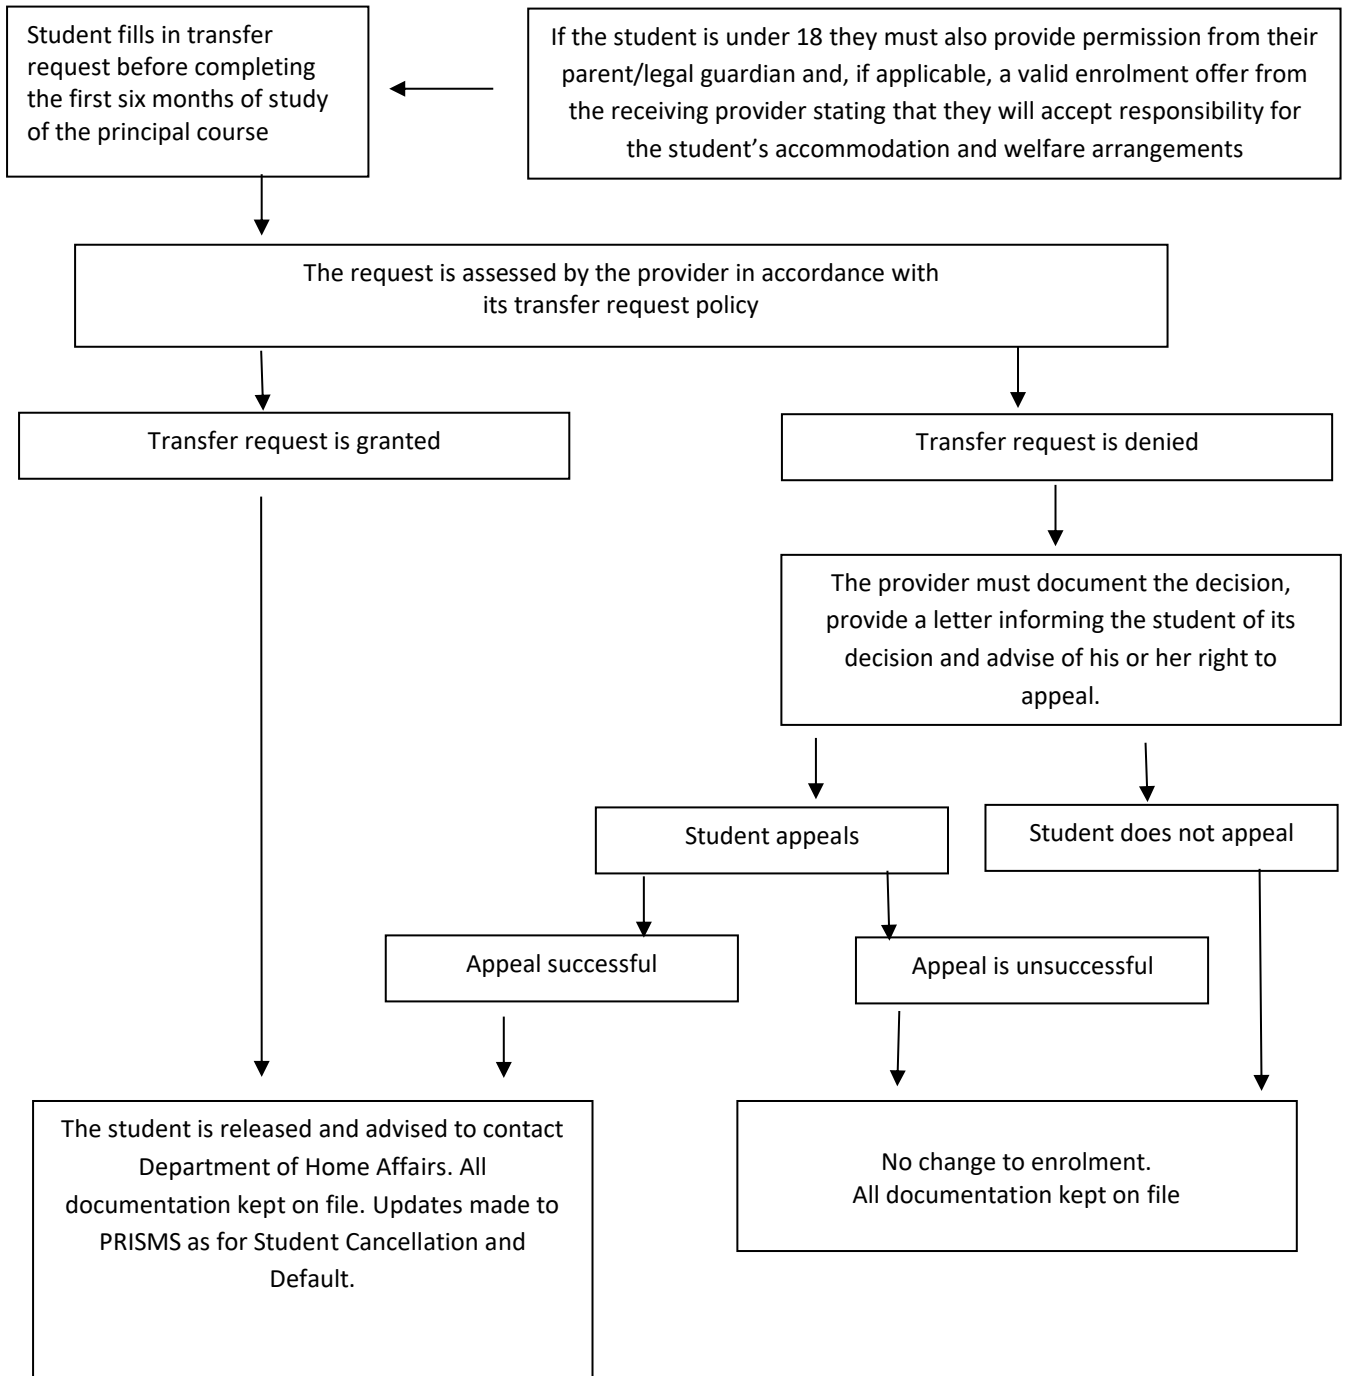 Student fills in transfer
request before completing
the first six months of study
of the principal course
If the student is under 18 they must also provide permission from their
parent/legal guardian and, if applicable, a valid enrolment offer from
the receiving provider stating that they will accept responsibility for
the student’s accommodation and welfare arrangements
The request is assessed by the provider in accordance with
its transfer request policy
Transfer request is granted
Transfer request is denied
The provider must document the decision,
provide a letter informing the student of its
decision and advise of his or her right to
appeal.
Student appeals
Student does not appeal
Appeal successful
Appeal is unsuccessful
The student is released and advised to contact
Department of Home Affairs. All
documentation kept on file. Updates made to
PRISMS as for Student Cancellation and
Default.
No change to enrolment.
All documentation kept on file